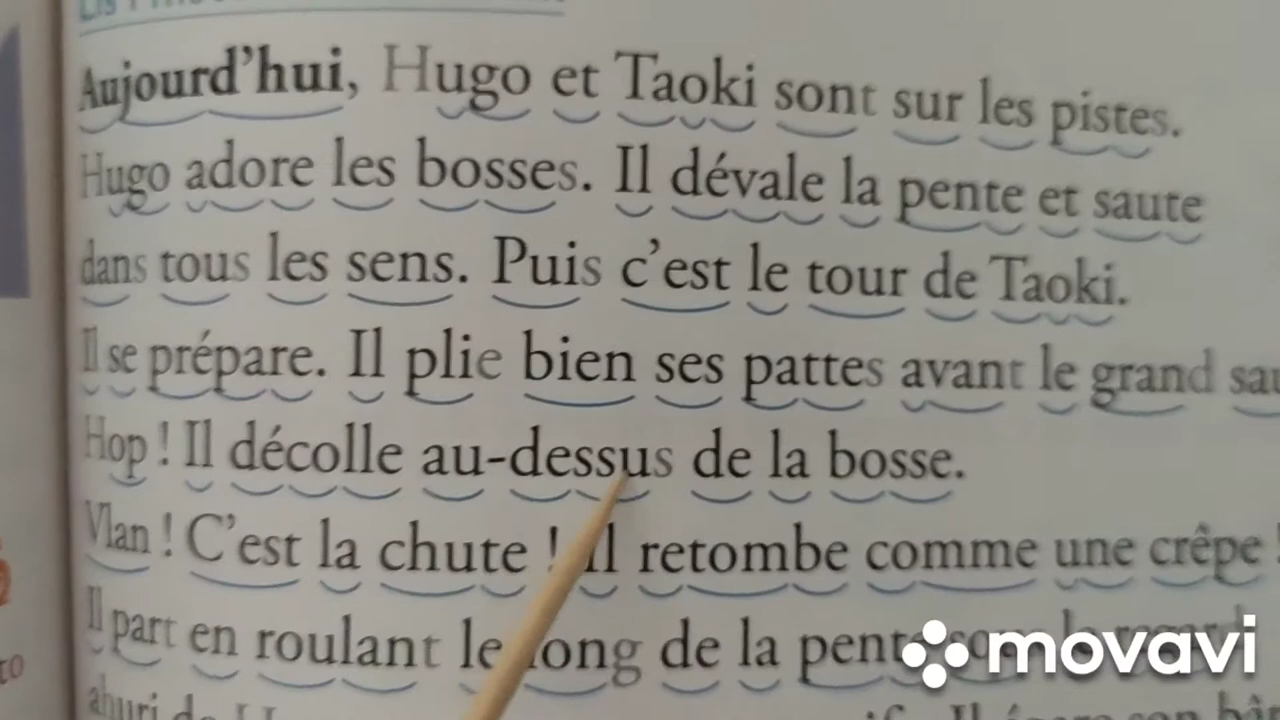 Aujourd'hui, Hugo et Taoki sont sur les pistes.
Hugo adore les bosses. Il dévale la pente et saute
dans tous les sens. Puis c'est le tour de Taoki.
Il se prépare. Il plie bien ses pattes avant le grand
Hop ! Il décolle au-dessus de la bosse.
Vlan ! C'est la chute ! Il retombe comme une crêpe !
Il part en roulant le long de la pente
movavi
ahuri de